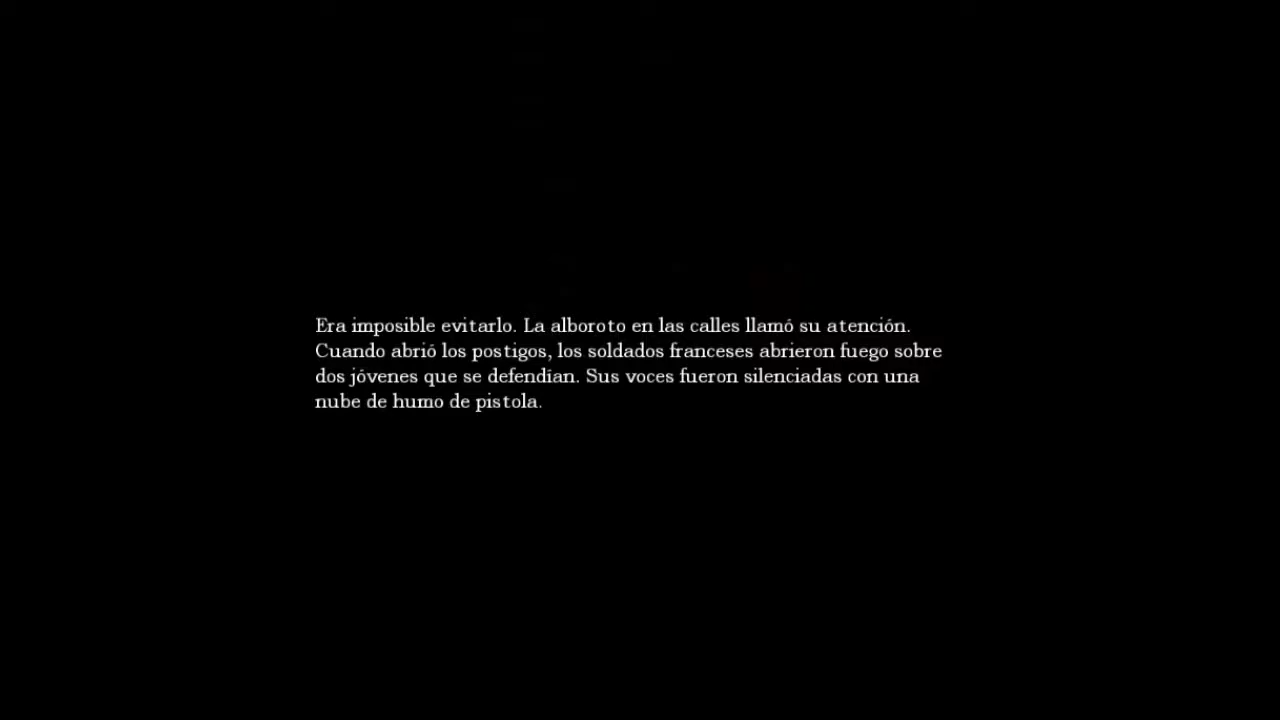 Era imposible evitarlo. La alboroto en las calles llamó su atención.
Cuando abrió los postigos, los soldados franceses abrieron fuego sobre
dos jóvenes que se defendían. Sus voces fueron silenciadas con una
nube de humo de pistola.